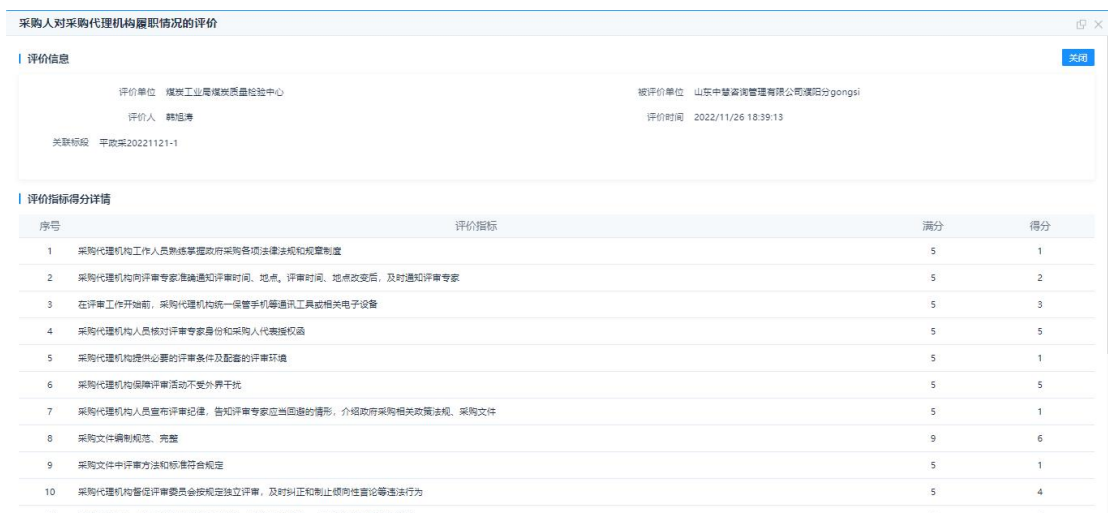 采购人对采购代理机构履职情况的评价
评价信息
关闭
评价单位 煤炭工业局煤炭质量检验中心 被评价单位 山东中慧咨询管理有限公司濮阳分gongsi
评价人 韩旭涛 评价时间 2022/11/26 18:39:13
关联标段 平政采20221121-1
评价指标得分详情
序号 评价指标 满分 得分
1 采购代理机构工作人员熟练掌握政府采购各项法律法规和规章制度 5 1
2 采购代理机构向评审专家准确通知评审时间、地点。评审时间、地点改变后，及时通知评审专家 5 2
3 在评审工作开始前，采购代理机构统一保管手机等通讯工具或相关电子设备 5 3
4 采购代理机构人员核对评审专家身份和采购人代表授权函 5 5
5 采购代理机构提供必要的评审条件及配套的评审环境 5 1
6 采购代理机构保障评审活动不受外界干扰 5 5
7 采购代理机构人员宣布评审纪律，告知评审专家应当回避的情形，介绍政府采购相关政策法规、采购文件 5 1
8 采购文件编制规范、完整 9 6
9 采购文件中评审方法和标准符合规定 5 1
10 采购代理机构督促评审委员会按规定独立评审，及时纠正和制止倾向性言论等违法行为 5 4